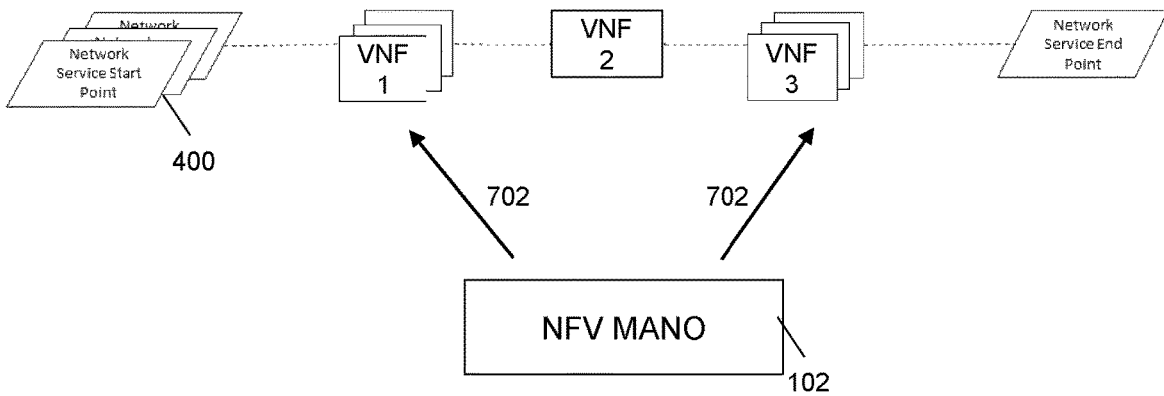 Network
Network
Service Start
Point
VNF
1
VNF
2
VNF
3
Network
Service End
Point
400
702
702
NFV MANO
102